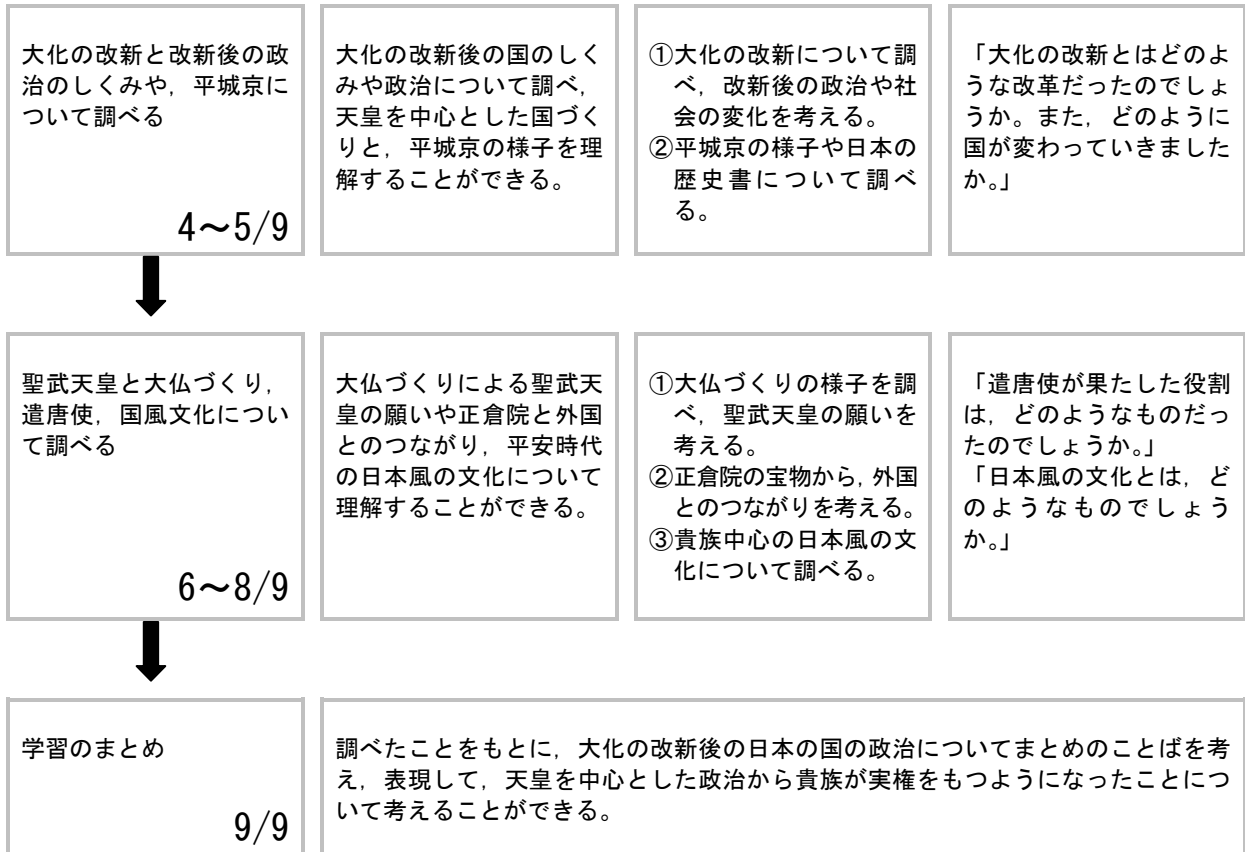 大化の改新と改新後の政
治のしくみや，平城京に
ついて調べる
4～5/9
大化の改新後の国のしく
みや政治について調べ，
天皇を中心とした国づく
りと，平城京の様子を理
解することができる。
①大化の改新について調
べ，改新後の政治や社
会の変化を考える。
②平城京の様子や日本の
歴史書について調べ
る。
「大化の改新とはどのよ
うな改革だったのでしょ
うか。また，どのように
国が変わっていきました
か。」
聖武天皇と大仏づくり，
遣唐使，国風文化につい
て調べる
6～8/9
大仏づくりによる聖武天
皇の願いや正倉院と外国
とのつながり，平安時代
の日本風の文化について
理解することができる。
①大仏づくりの様子を調
べ，聖武天皇の願いを
考える。
②正倉院の宝物から，外国
とのつながりを考える。
③貴族中心の日本風の文
化について調べる。
「遣唐使が果たした役割
は，どのようなものだっ
たのでしょうか。」
「日本風の文化とは，ど
のようなものでしょう
か。」
学習のまとめ
9/9
調べたことをもとに，大化の改新後の日本の国の政治についてまとめのことばを考
え，表現して，天皇を中心とした政治から貴族が実権をもつようになったことにつ
いて考えることができる。